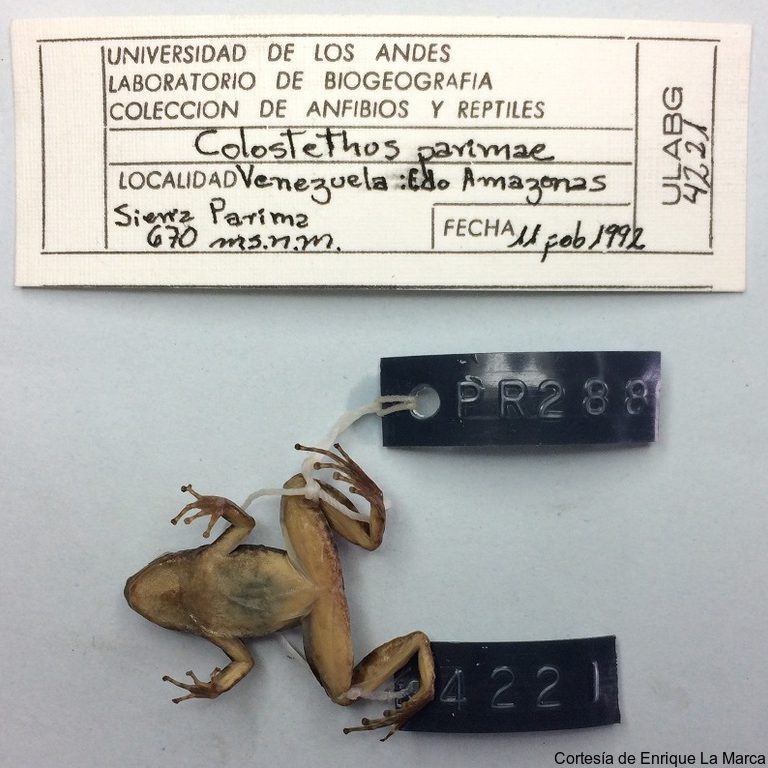 UNIVERSIDAD DE LOS ANDES
LABORATORIO DE BIOGEOGRAFIA
COLECCION DE ANFIBIOS Y REPTILES
Colostethus parimae
LOCALIDAD Venezuela: Edo Amazonas
Sierra Parima
670 m.s.n.m.
FECHA 11 feb 1992
ULABG
4221
PR288
4221
Cortesía de Enrique La Marca